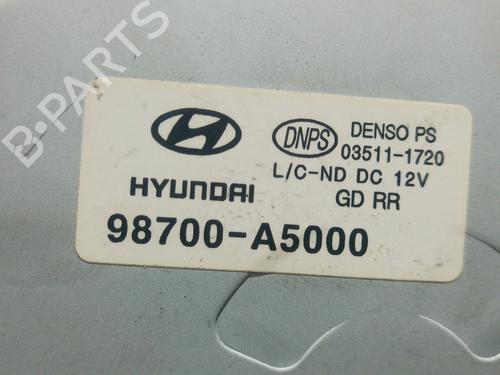 B-PARTS
HYUNDAI
98700-A5000
DNPS
DENSO PS
03511-1720
L/C-ND DC 12V
GD RR